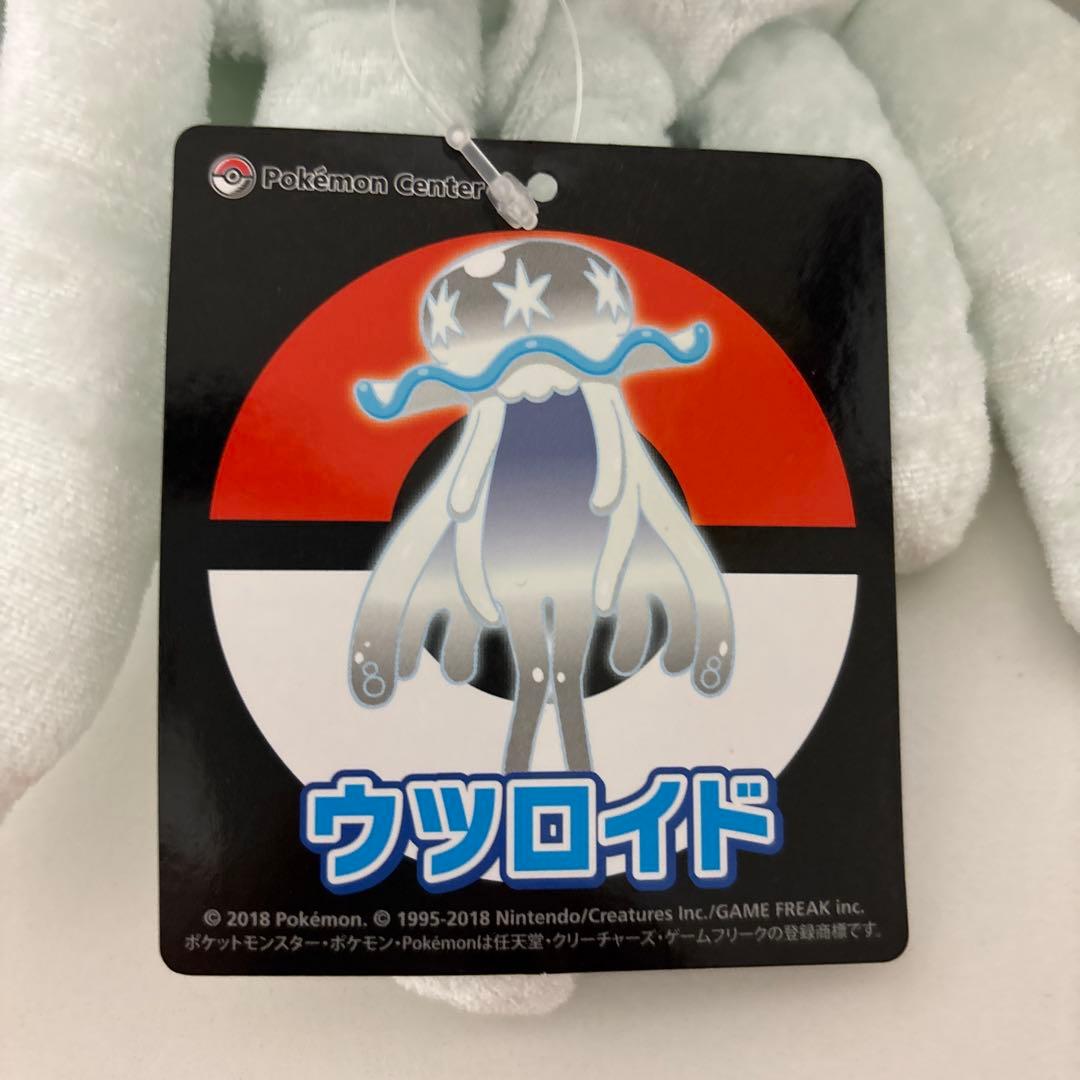 Pokémon Center
ウツロイド
© 2018 Pokémon. © 1995-2018 Nintendo/Creatures Inc./GAME FREAK inc.
ポケットモンスター・ポケモン・Pokémonは任天堂・クリーチャーズ・ゲームフリークの登録商標です。